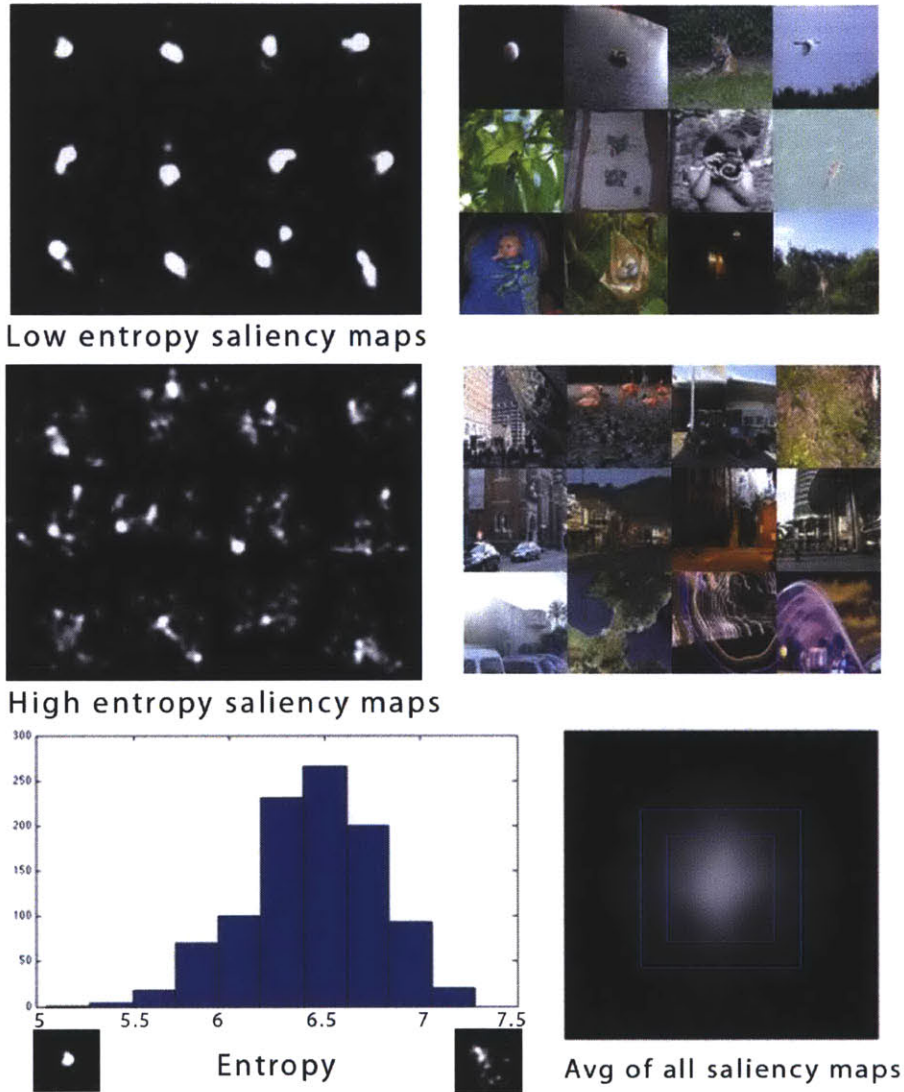 Low entropy saliency maps
High entropy saliency maps
300
250
200
150
100
50
0
5 5.5 6 6.5 7 7.5
Entropy
Avg of all saliency maps